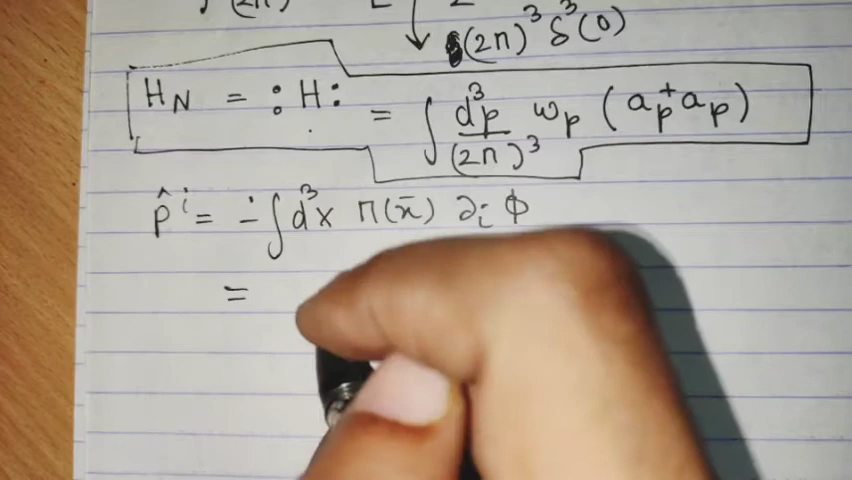 (2π)³ δ³(0)
H_N = :H: = ∫ d³p/(2π)³ ω_p (a_p⁺ a_p)
p̂ⁱ = -∫d³x π(x̄) ∂_i ϕ
=